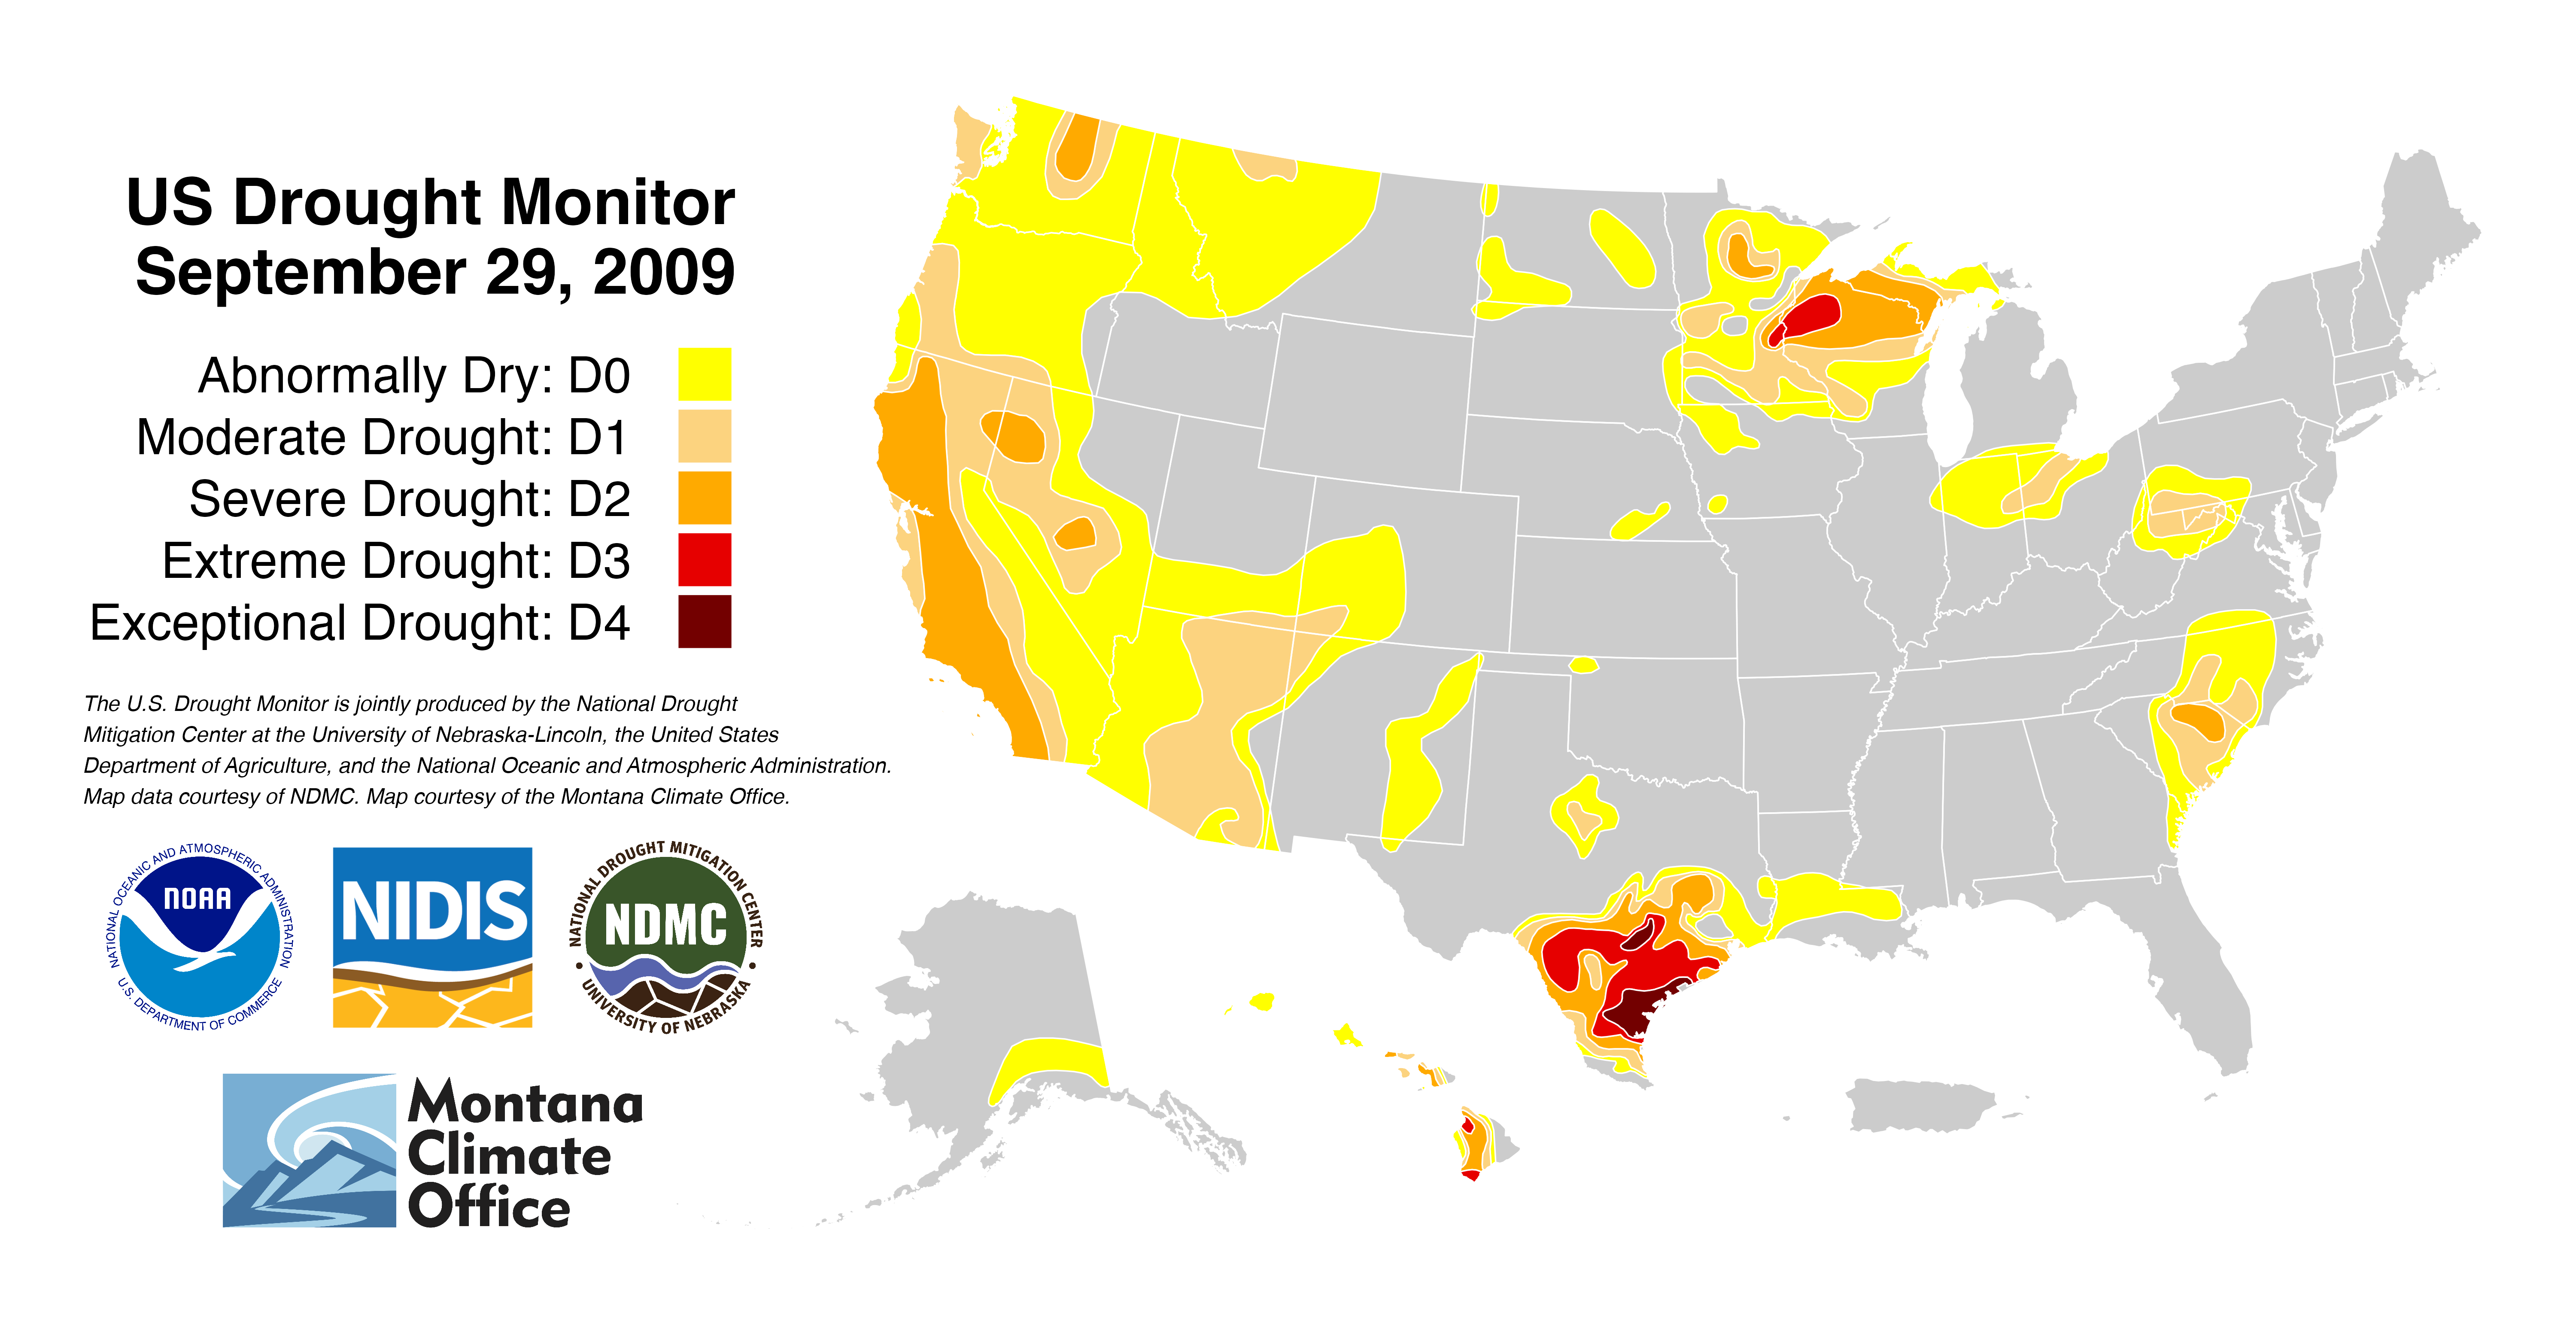 US Drought Monitor
September 29, 2009
Abnormally Dry: D0
Moderate Drought: D1
Severe Drought: D2
Extreme Drought: D3
Exceptional Drought: D4
The U.S. Drought Monitor is jointly produced by the National Drought
Mitigation Center at the University of Nebraska-Lincoln, the United States
Department of Agriculture, and the National Oceanic and Atmospheric Administration.
Map data courtesy of NDMC. Map courtesy of the Montana Climate Office.
NATIONAL OCEANIC AND ATMOSPHERIC ADMINISTRATION
NOAA
U.S. DEPARTMENT OF COMMERCE
NIDIS
NATIONAL DROUGHT MITIGATION CENTER
NDMC
UNIVERSITY OF NEBRASKA
Montana
Climate
Office